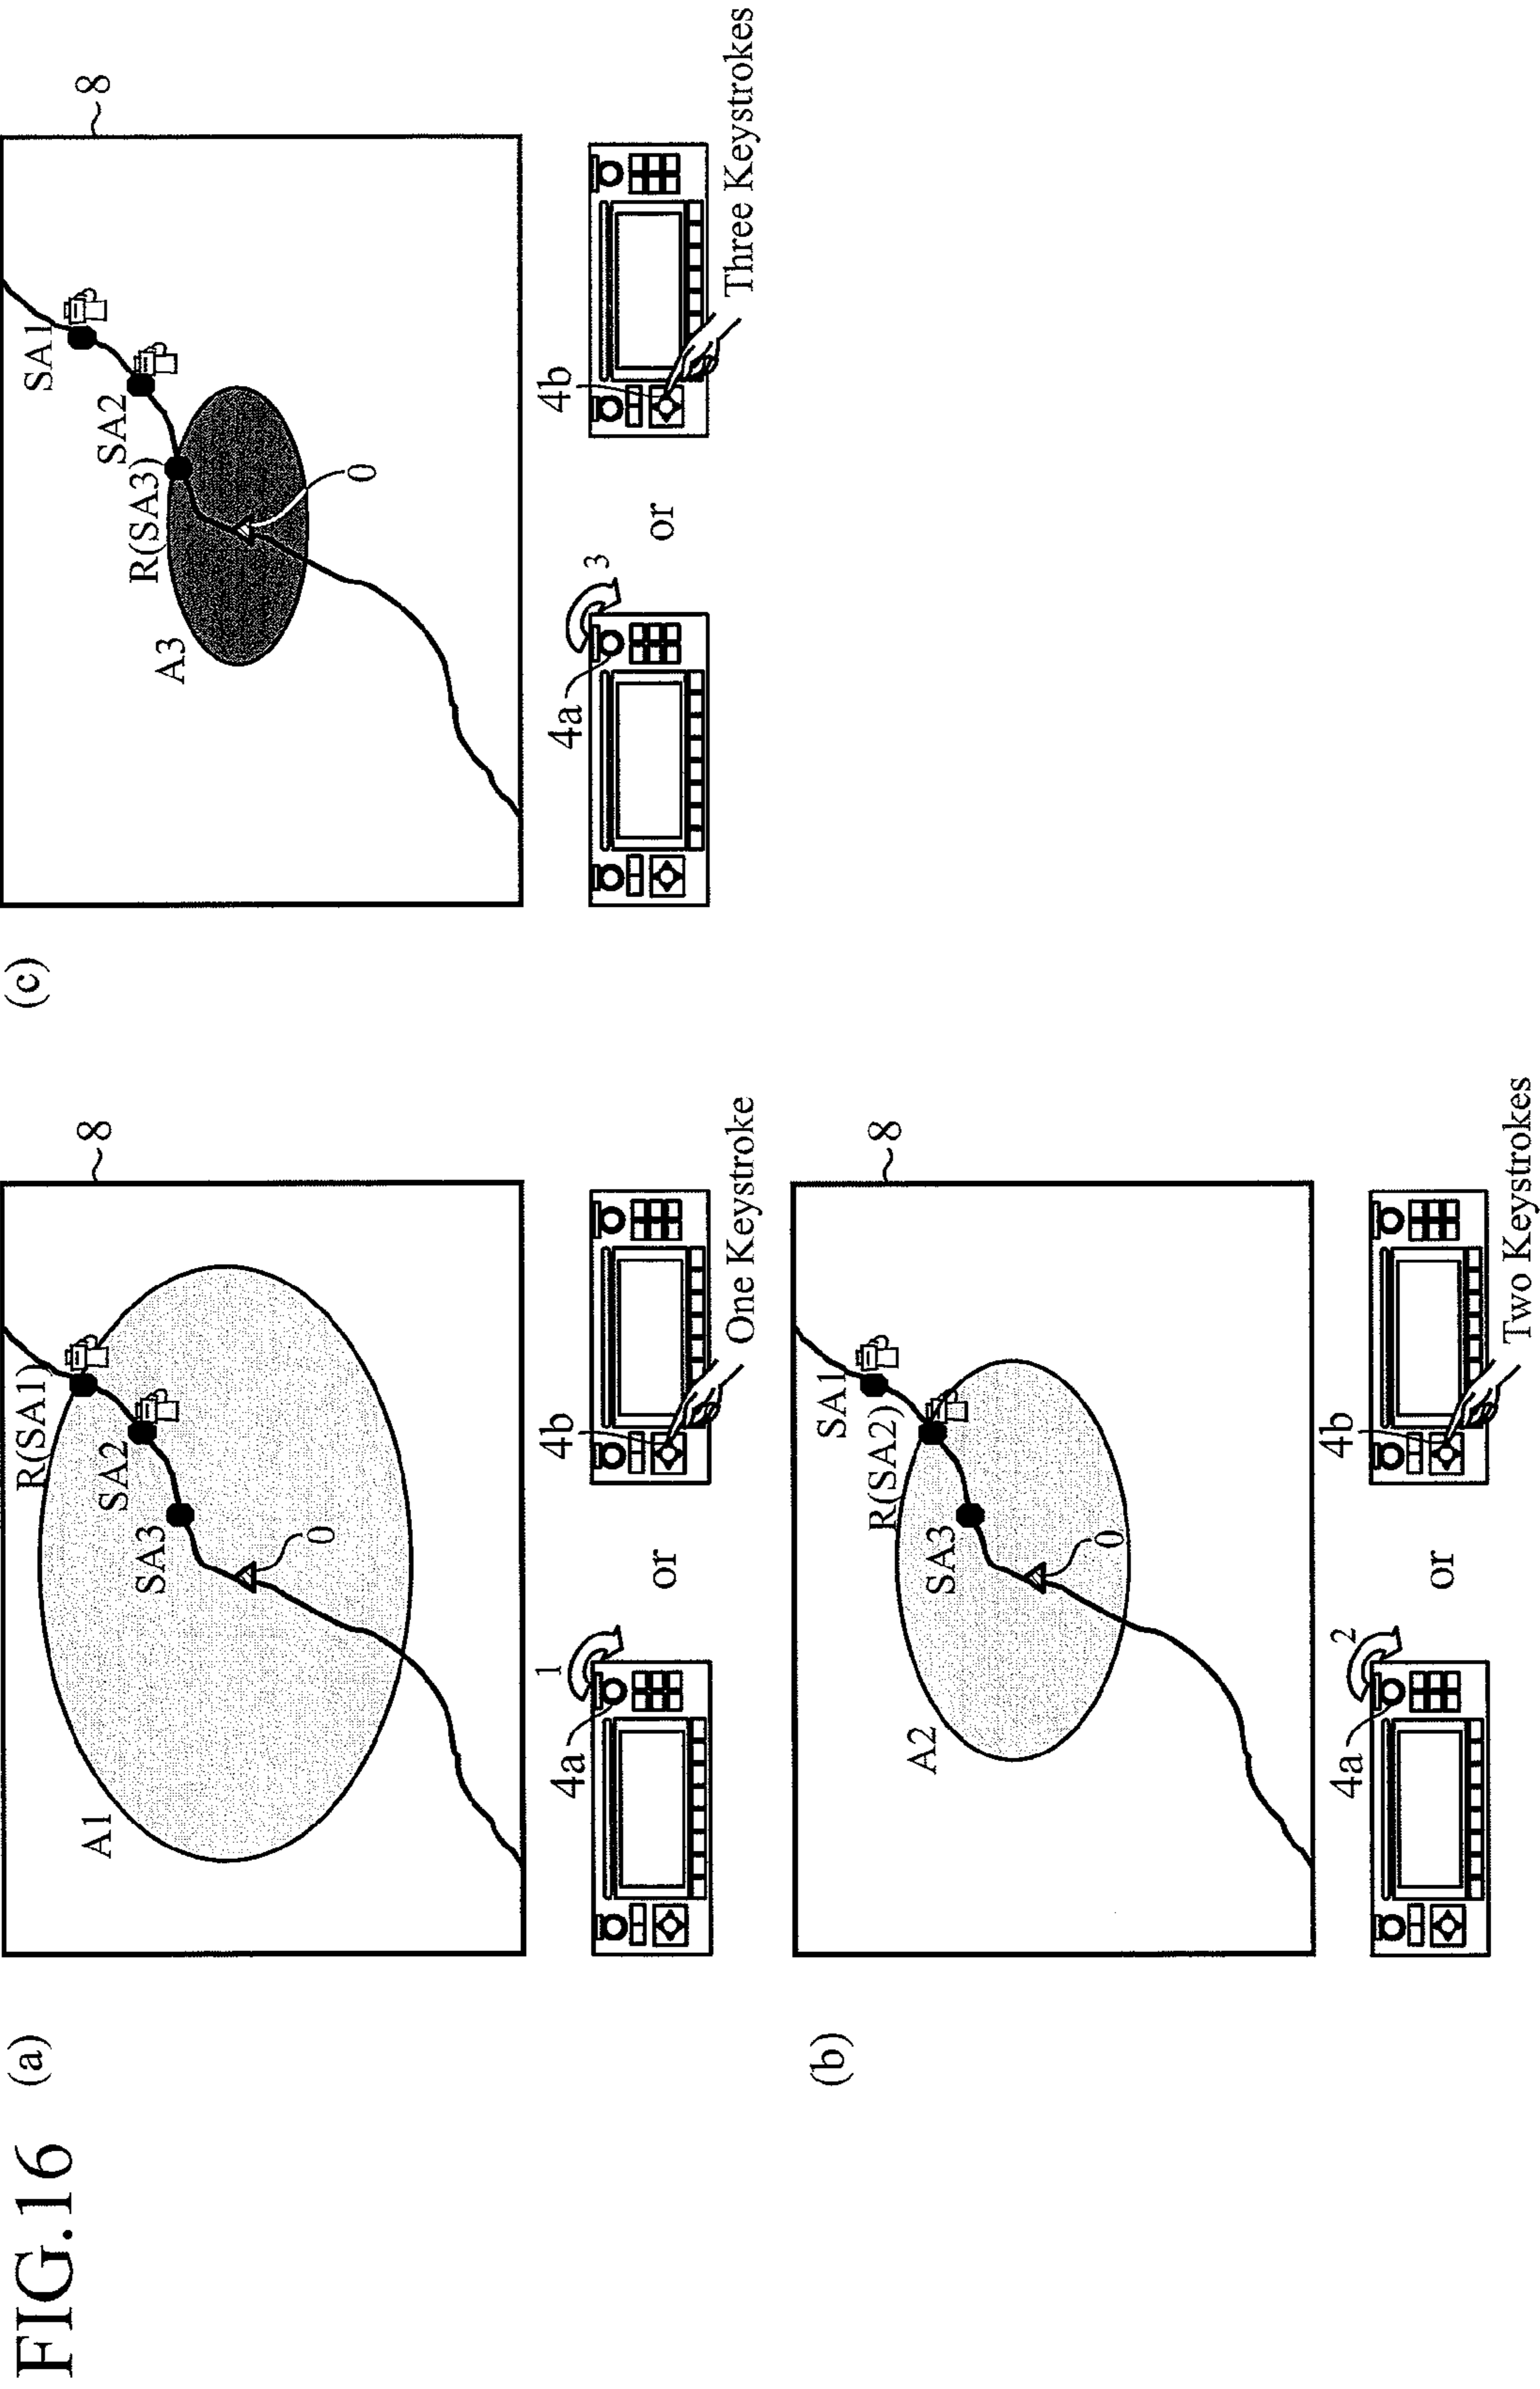 FIG.16
(a)
A1
R(SA1)
SA2
SA3
0
8
4a
1
or
4b
One Keystroke
(b)
A2
SA1
R(SA2)
SA3
0
8
4a
2
or
4b
Two Keystrokes
(c)
A3
SA1
SA2
R(SA3)
0
8
4a
3
or
4b
Three Keystrokes